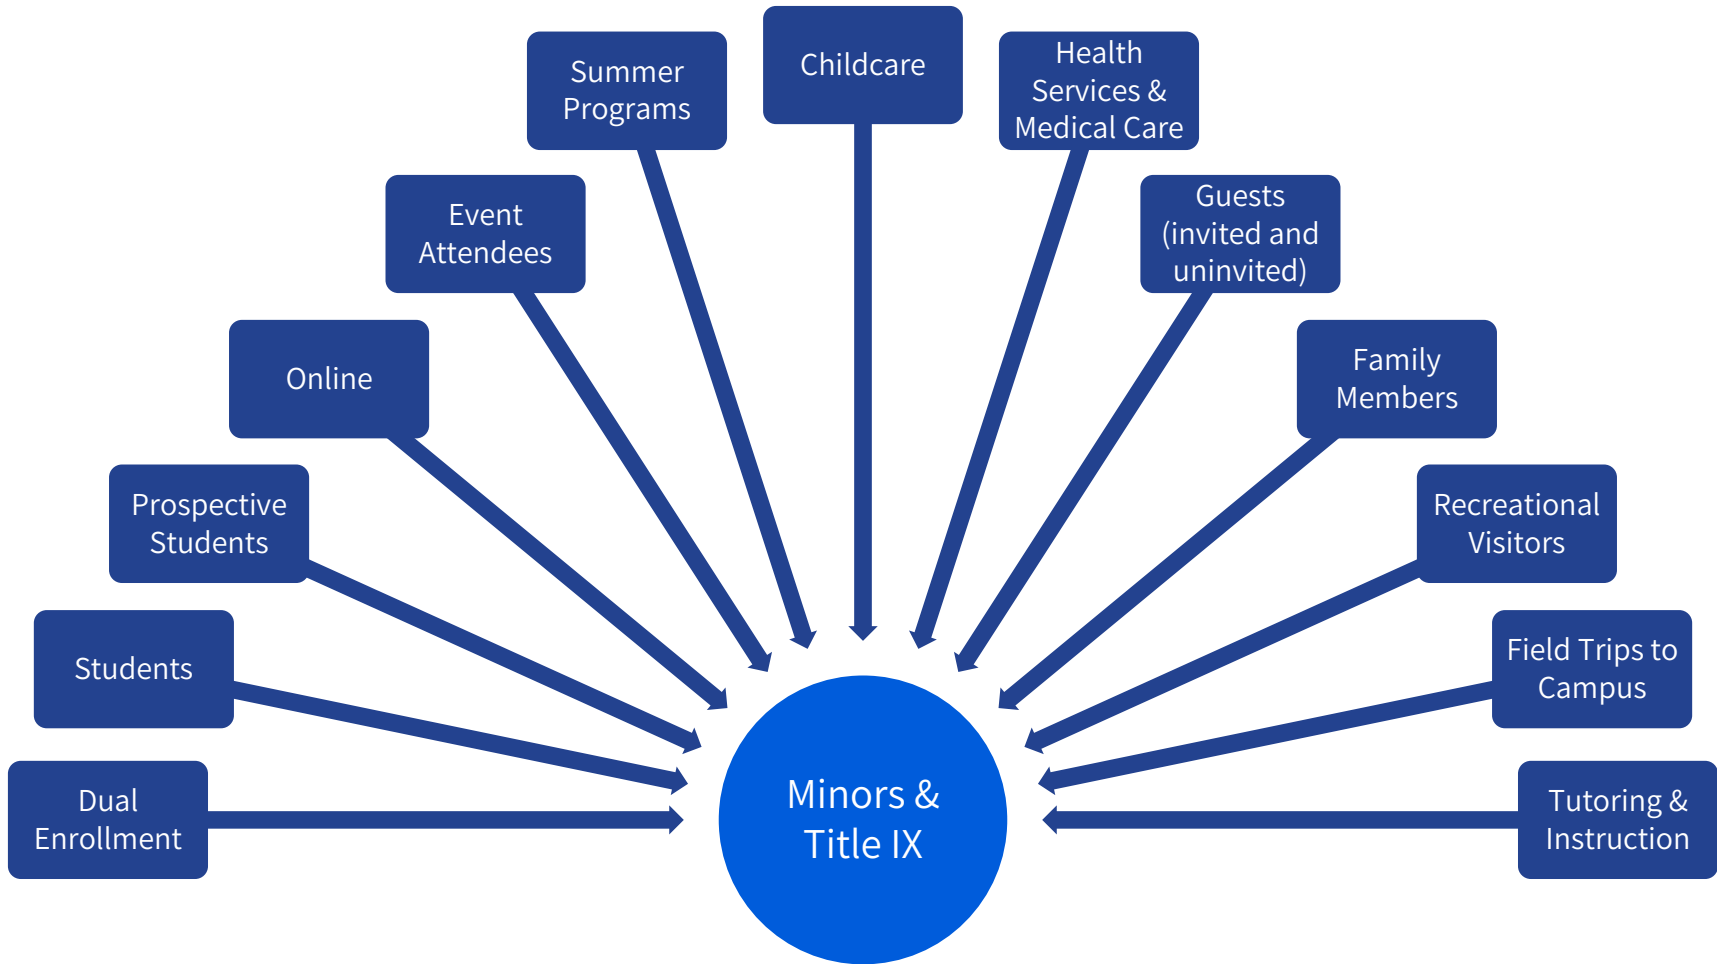 Childcare
Summer
Programs
Health
Services &
Medical Care
Event
Attendees
Guests
(invited and
uninvited)
Online
Family
Members
Prospective
Students
Recreational
Visitors
Students
Field Trips to
Campus
Dual
Enrollment
Minors &
Title IX
Tutoring &
Instruction